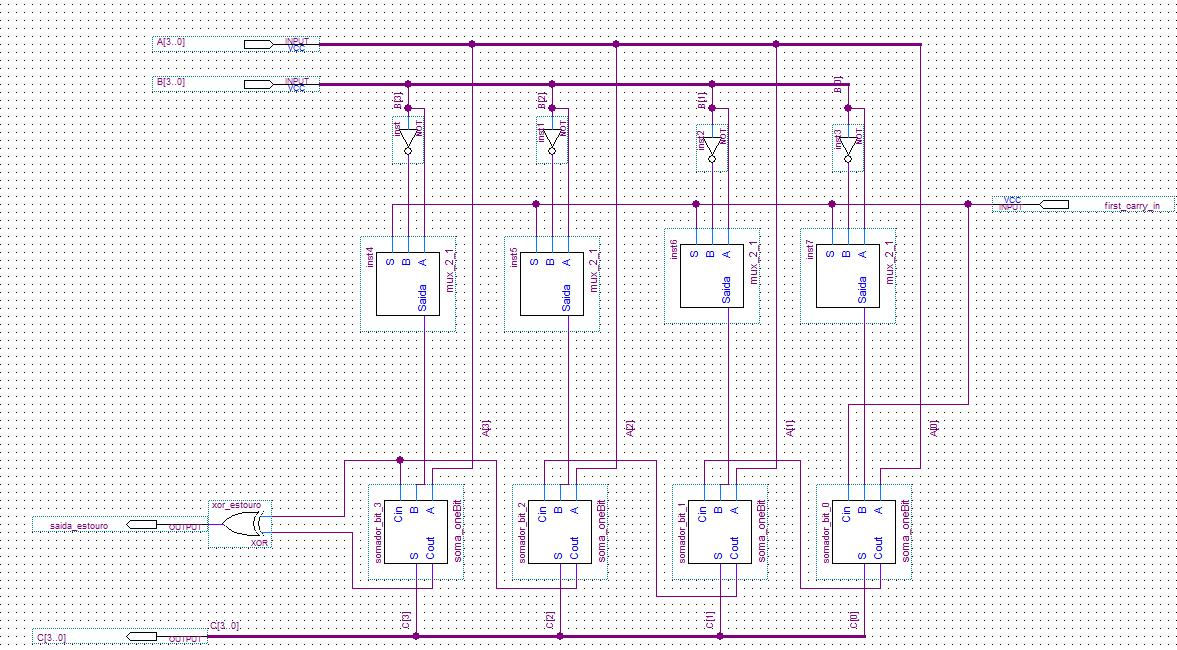 A[3..0] INPUT VCC
B[3..0] INPUT VCC
B[3] B[2] B[1] B[0]
inst NOT inst1 NOT inst2 NOT inst3 NOT
VCC INPUT first_carry_in
inst4 S B A Saida mux_2_1
inst5 S B A Saida mux_2_1
inst6 S B A Saida mux_2_1
inst7 S B A Saida mux_2_1
A[3] A[2] A[1] A[0]
saida_estouro OUTPUT
xor_estouro
XOR
somador_bit_3 Cin B A S Cout soma_oneBit
somador_bit_2 Cin B A S Cout soma_oneBit
somador_bit_1 Cin B A S Cout soma_oneBit
somador_bit_0 Cin B A S Cout soma_oneBit
C[3] C[2] C[1] C[0]
C[3..0] OUTPUT C[3..0]